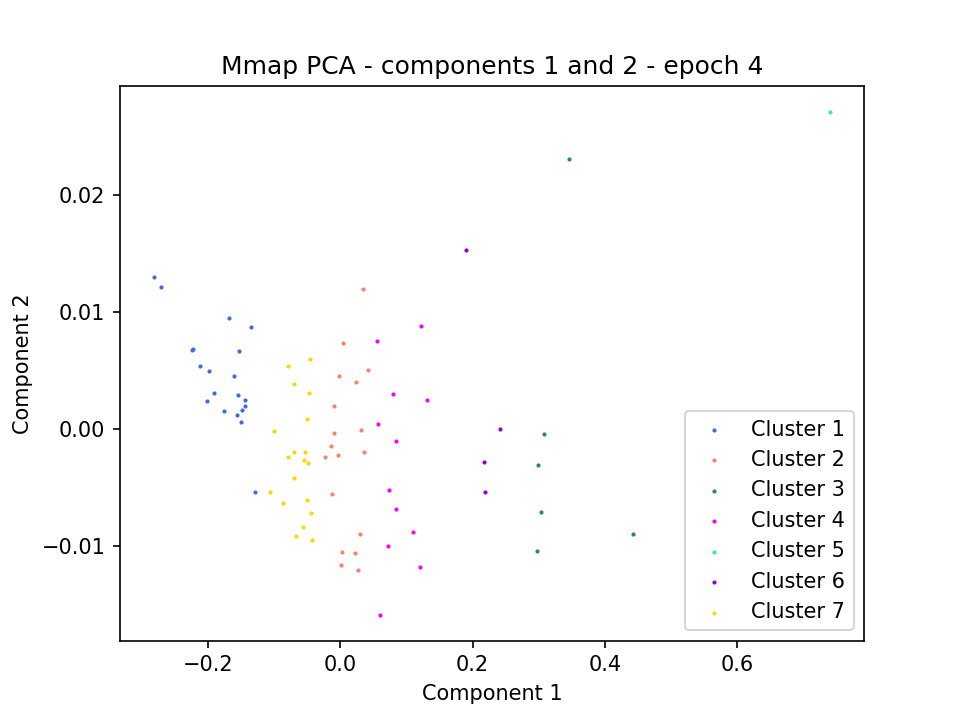 Mmap PCA - components 1 and 2 - epoch 4
Component 2
0.02
0.01
0.00
−0.01
Cluster 1
Cluster 2
Cluster 3
Cluster 4
Cluster 5
Cluster 6
Cluster 7
−0.2
0.0
0.2
0.4
0.6
Component 1